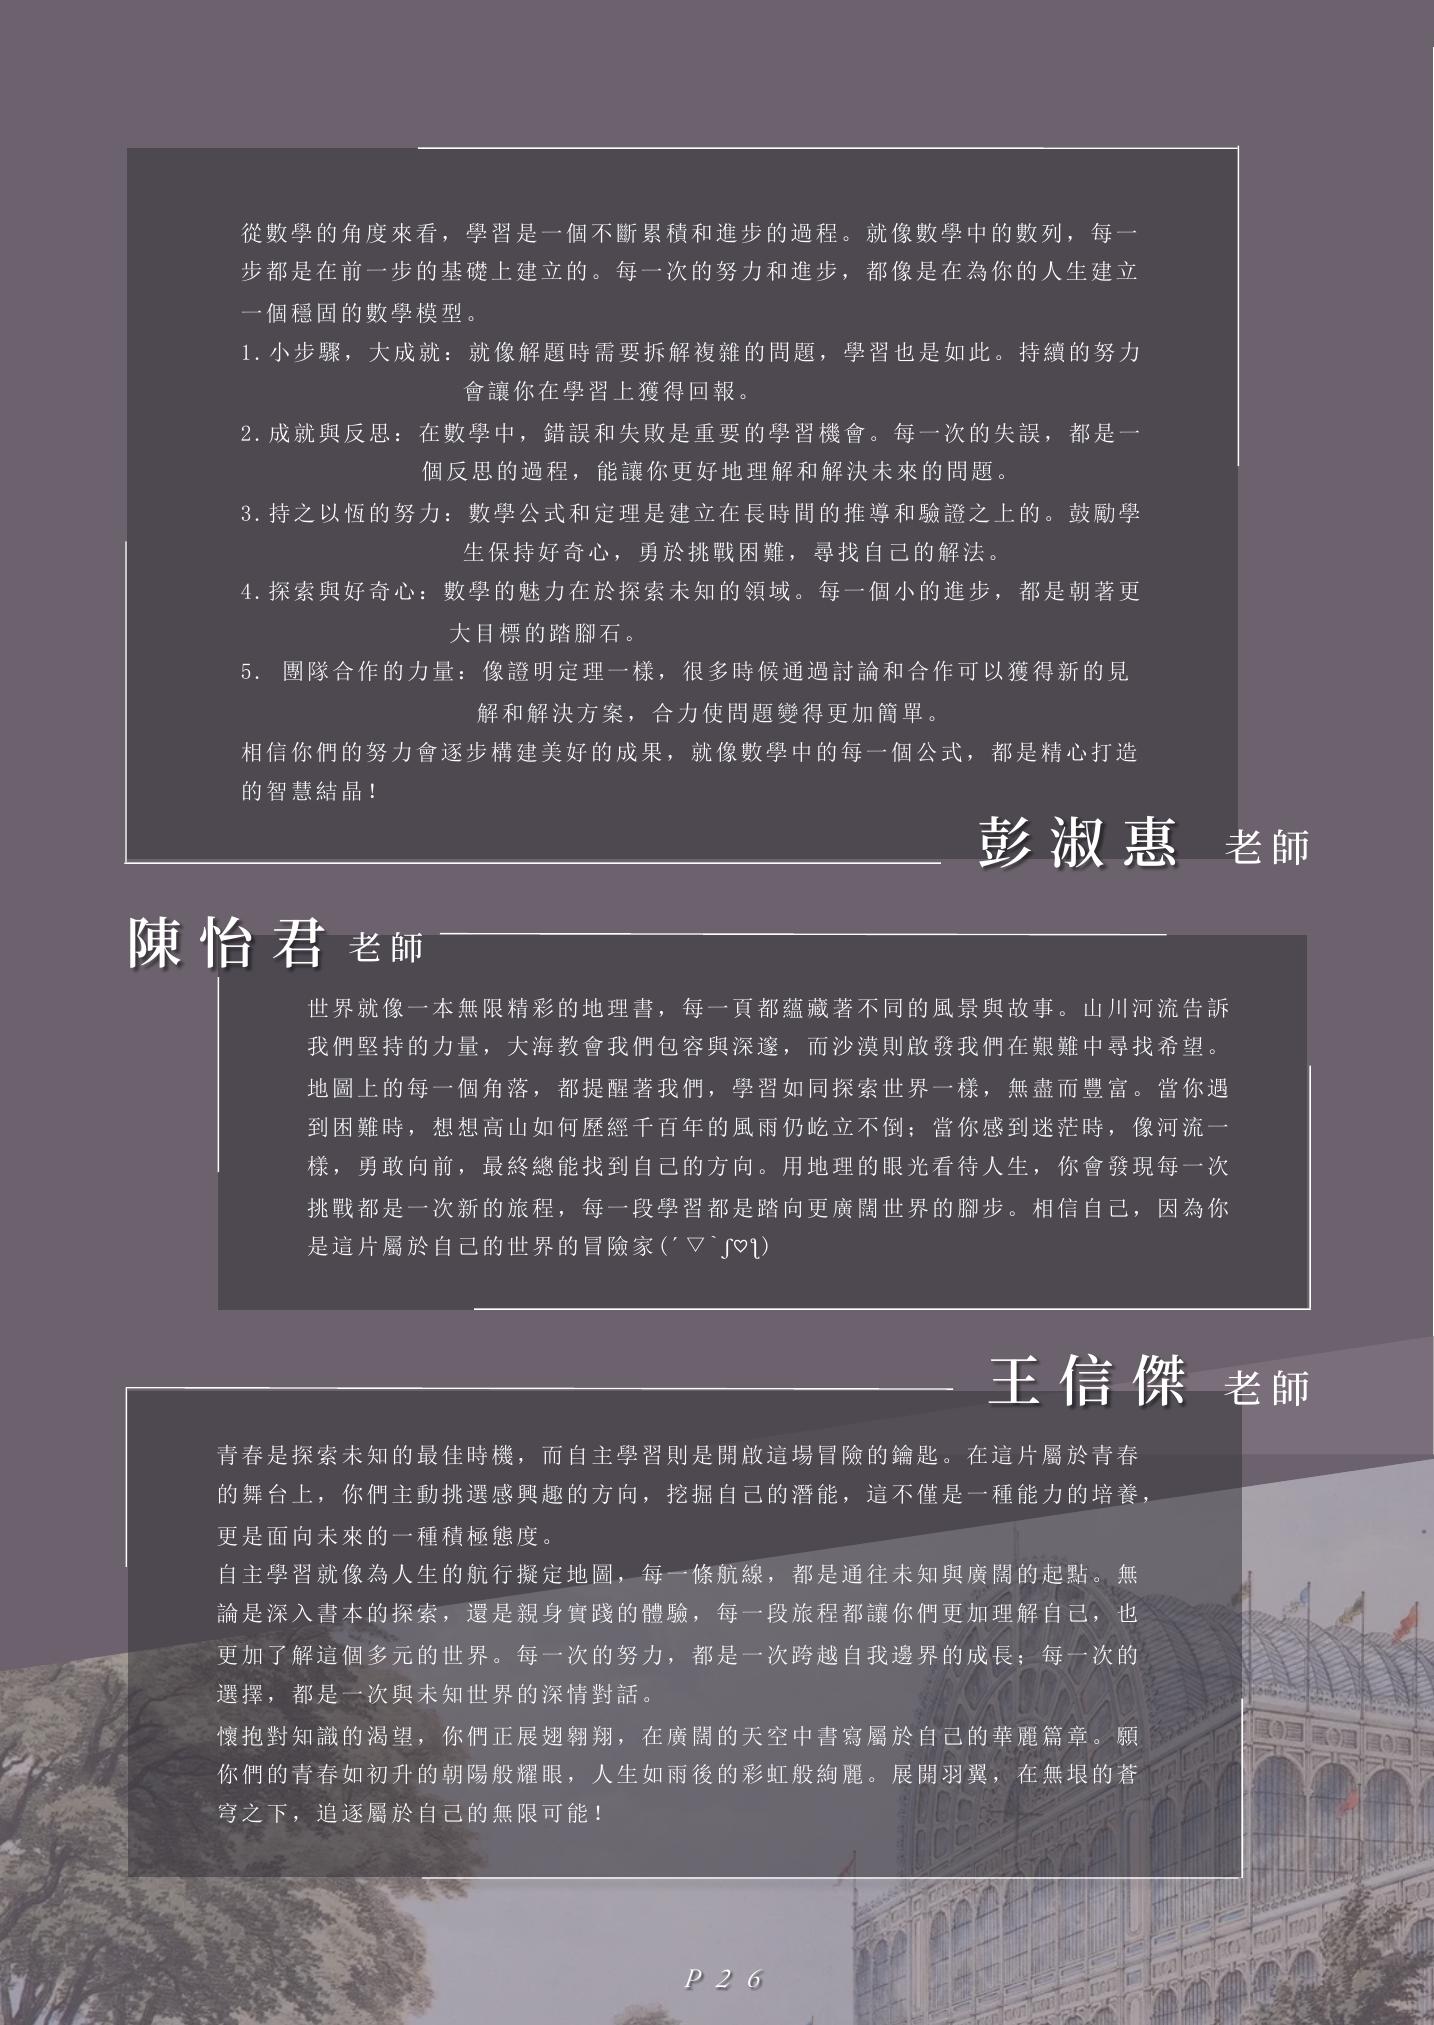 從數學的角度來看，學習是一個不斷累積和進步的過程。就像數學中的數列，每一
步都是在前一步的基礎上建立的。每一次的努力和進步，都像是在為你的人生建立
一個穩固的數學模型。
1. 小步驟，大成就：就像解題時需要拆解複雜的問題，學習也是如此。持續的努力
會讓你在學習上獲得回報。
2. 成就與反思：在數學中，錯誤和失敗是重要的學習機會。每一次的失誤，都是一
個反思的過程，能讓你更好地理解和解決未來的問題。
3. 持之以恆的努力：數學公式和定理是建立在長時間的推導和驗證之上的。鼓勵學
生保持好奇心，勇於挑戰困難，尋找自己的解法。
4. 探索與好奇心：數學的魅力在於探索未知的領域。每一個小的進步，都是朝著更
大目標的踏腳石。
5. 團隊合作的力量：像證明定理一樣，很多時候通過討論和合作可以獲得新的見
解和解決方案，合力使問題變得更加簡單。
相信你們的努力會逐步構建美好的成果，就像數學中的每一個公式，都是精心打造
的智慧結晶！
彭淑惠 老師
陳怡君 老師
世界就像一本無限精彩的地理書，每一頁都蘊藏著不同的風景與故事。山川河流告訴
我們堅持的力量，大海教會我們包容與深邃，而沙漠則啟發我們在艱難中尋找希望。
地圖上的每一個角落，都提醒著我們，學習如同探索世界一樣，無盡而豐富。當你遇
到困難時，想想高山如何歷經千百年的風雨仍屹立不倒；當你感到迷茫時，像河流一
樣，勇敢向前，最終總能找到自己的方向。用地理的眼光看待人生，你會發現每一次
挑戰都是一次新的旅程，每一段學習都是踏向更廣闊世界的腳步。相信自己，因為你
是這片屬於自己的世界的冒險家(ˊ▽ˋʃ♡ƪ)
王信傑 老師
青春是探索未知的最佳時機，而自主學習則是開啟這場冒險的鑰匙。在這片屬於青春
的舞台上，你們主動挑選感興趣的方向，挖掘自己的潛能，這不僅是一種能力的培養，
更是面向未來的一種積極態度。
自主學習就像為人生的航行擬定地圖，每一條航線，都是通往未知與廣闊的起點。無
論是深入書本的探索，還是親身實踐的體驗，每一段旅程都讓你們更加理解自己，也
更加了解這個多元的世界。每一次的努力，都是一次跨越自我邊界的成長；每一次的
選擇，都是一次與未知世界的深情對話。
懷抱對知識的渴望，你們正展翅翱翔，在廣闊的天空中書寫屬於自己的華麗篇章。願
你們的青春如初升的朝陽般耀眼，人生如雨後的彩虹般絢麗。展開羽翼，在無垠的蒼
穹之下，追逐屬於自己的無限可能！
P26